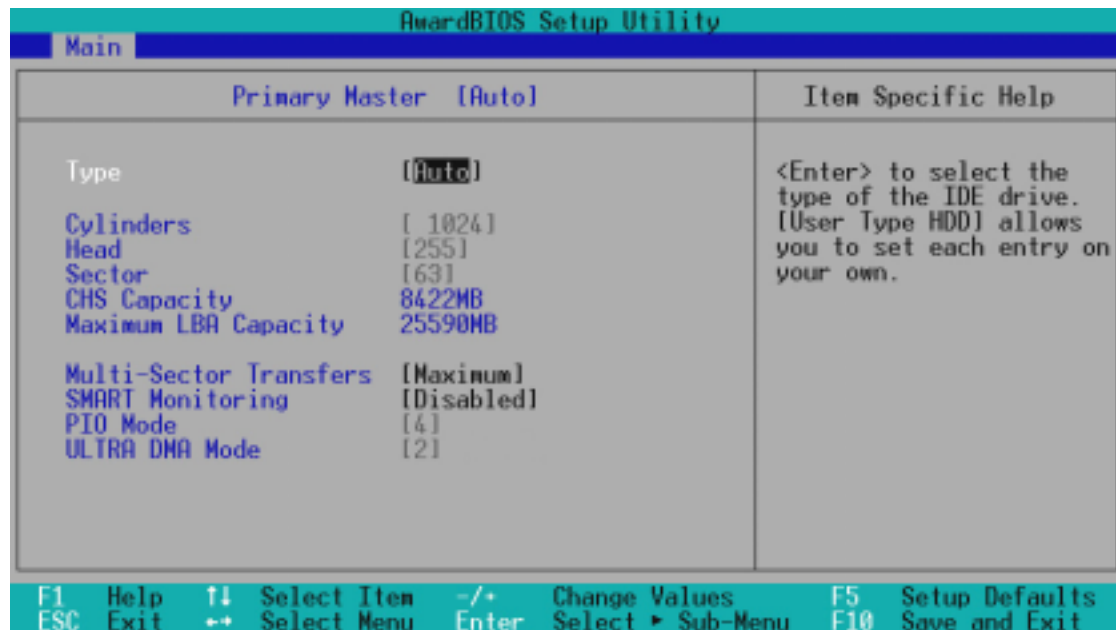 AwardBIOS Setup Utility
Main
Primary Master [Auto]
Item Specific Help
Type [Auto]
Cylinders [ 1024]
Head [255]
Sector [63]
CHS Capacity 8422MB
Maximum LBA Capacity 25590MB
Multi-Sector Transfers [Maximum]
SMART Monitoring [Disabled]
PIO Mode [4]
ULTRA DMA Mode [2]
<Enter> to select the
type of the IDE drive.
[User Type HDD] allows
you to set each entry on
your own.
F1 Help ↑↓ Select Item -/+ Change Values F5 Setup Defaults
ESC Exit ←→ Select Menu Enter Select ► Sub-Menu F10 Save and Exit